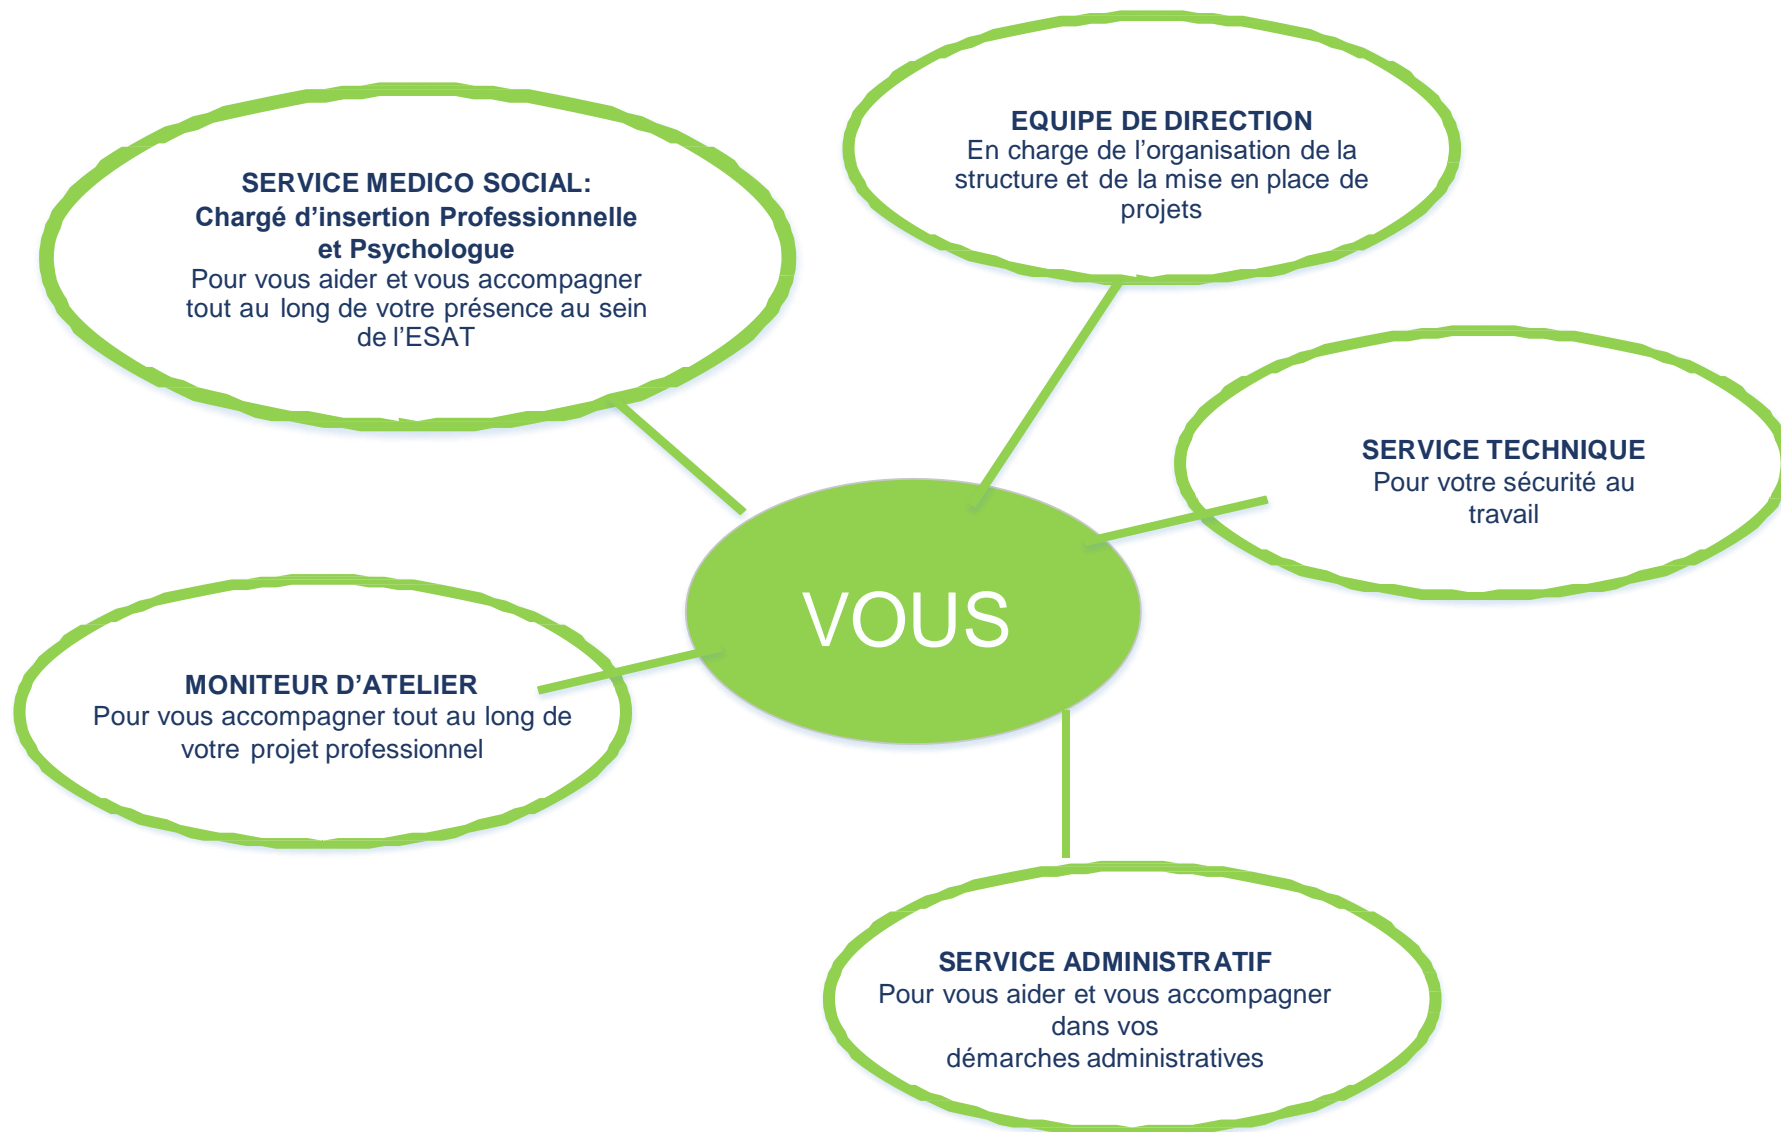 EQUIPE DE DIRECTION
En charge de l’organisation de la
structure et de la mise en place de
projets
SERVICE MEDICO SOCIAL:
Chargé d’insertion Professionnelle
et Psychologue
Pour vous aider et vous accompagner
tout au long de votre présence au sein
de l’ESAT
SERVICE TECHNIQUE
Pour votre sécurité au
travail
VOUS
MONITEUR D’ATELIER
Pour vous accompagner tout au long de
votre projet professionnel
SERVICE ADMINISTRATIF
Pour vous aider et vous accompagner
dans vos
démarches administratives